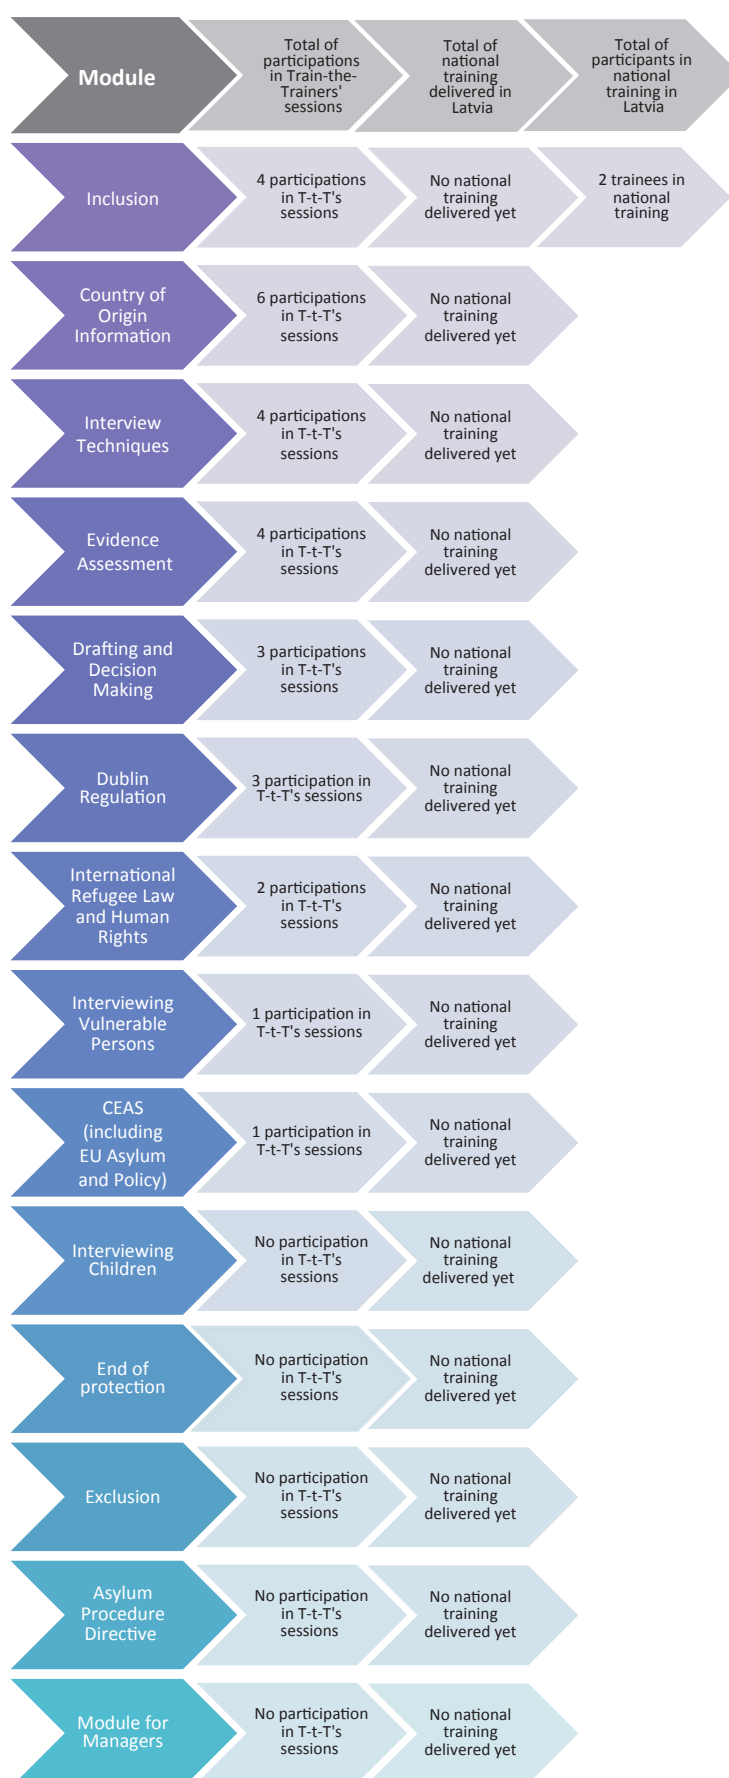 Module
Total of
participations
in Train-the-
Trainers'
sessions
Total of
national
training
delivered in
Latvia
Total of
participants in
national
training in
Latvia
Inclusion
4 participations
in T-t-T's
sessions
No national
training
delivered yet
2 trainees in
national
training
Country of
Origin
Information
6 participations
in T-t-T's
sessions
No national
training
delivered yet
Interview
Techniques
4 participations
in T-t-T's
sessions
No national
training
delivered yet
Evidence
Assessment
4 participations
in T-t-T's
sessions
No national
training
delivered yet
Drafting and
Decision
Making
3 participations
in T-t-T's
sessions
No national
training
delivered yet
Dublin
Regulation
3 participation in
T-t-T's sessions
No national
training
delivered yet
International
Refugee Law
and Human
Rights
2 participations
in T-t-T's
sessions
No national
training
delivered yet
Interviewing
Vulnerable
Persons
1 participation in
T-t-T's sessions
No national
training
delivered yet
CEAS
(including
EU Asylum
and Policy)
1 participation in
T-t-T's sessions
No national
training
delivered yet
Interviewing
Children
No participation
in T-t-T's
sessions
No national
training
delivered yet
End of
protection
No participation
in T-t-T's
sessions
No national
training
delivered yet
Exclusion
No participation
in T-t-T's
sessions
No national
training
delivered yet
Asylum
Procedure
Directive
No participation
in T-t-T's
sessions
No national
training
delivered yet
Module for
Managers
No participation
in T-t-T's
sessions
No national
training
delivered yet